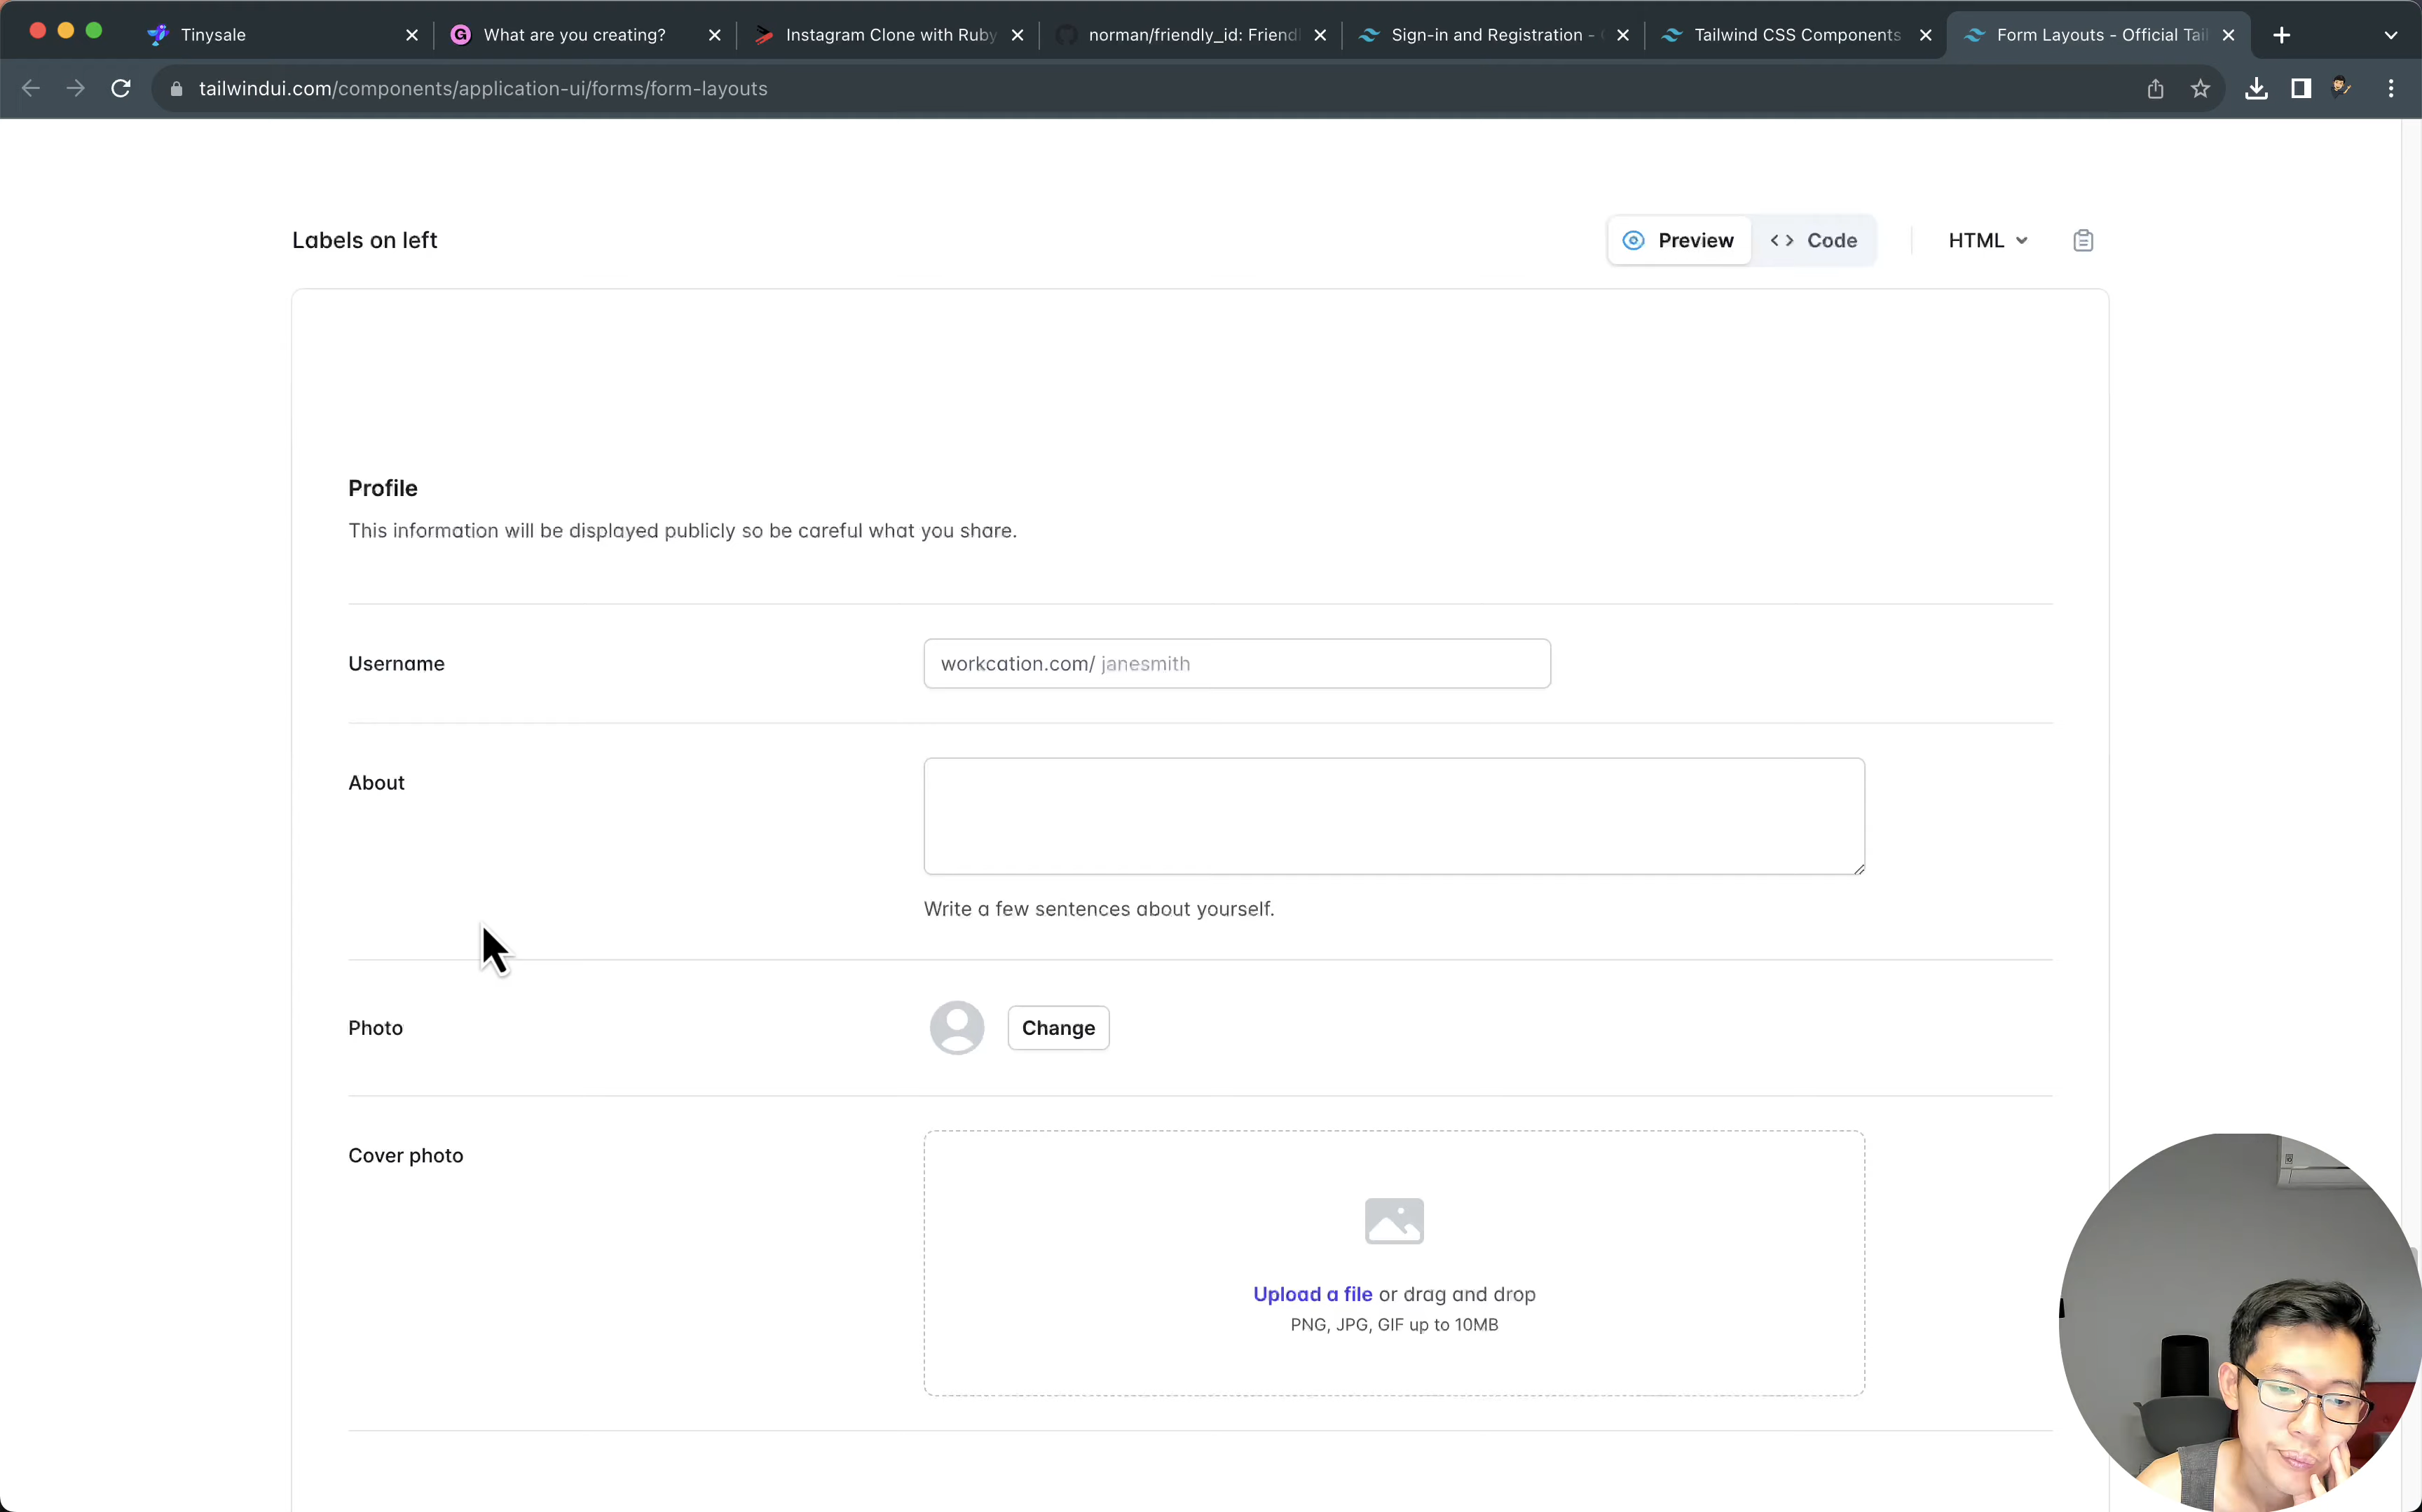 Tinysale
What are you creating?
Instagram Clone with Ruby
norman/friendly_id: Friendl
Sign-in and Registration -
Tailwind CSS Components
Form Layouts - Official Tail
tailwindui.com/components/application-ui/forms/form-layouts
Labels on left
Preview
Code
HTML
Profile
This information will be displayed publicly so be careful what you share.
Username
workcation.com/ janesmith
About
Write a few sentences about yourself.
Photo
Change
Cover photo
Upload a file or drag and drop
PNG, JPG, GIF up to 10MB